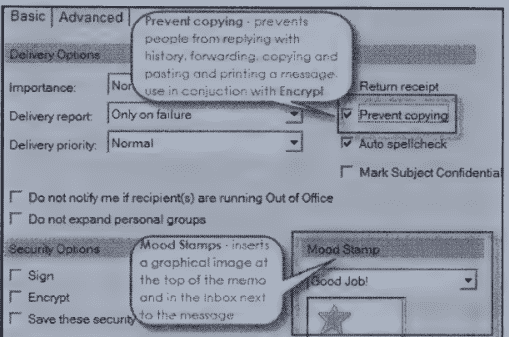 Basic Advanced
Prevent copying - prevents
people from replying with
history, forwarding, copying and
pasting and printing a message-
use in conjuction with Encrypt
Delivery Options
Importance: Nor
Return receipt
Delivery report: Only on failure
Prevent copying
Delivery priority: Normal
Auto spellcheck
Mark Subject Confidential
Do not notify me if recipient(s) are running Out of Office
Do not expand personal groups
Security Options
Mood Stamps - inserts
a graphical image at
the top of the memo
and in the Inbox next
to the message
Mood Stamp
Good Job!
Sign
Encrypt
Save these security